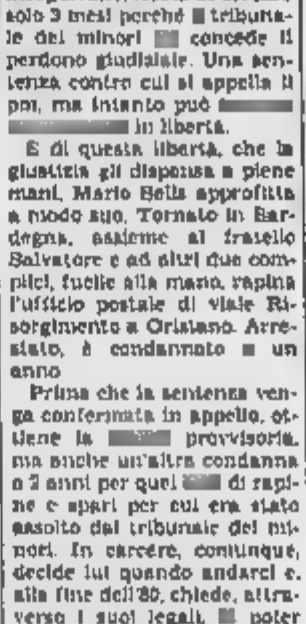 solo 3 mesi perché tribuna-
le dei minori concede il
perdono giudiziale. Una sen-
tenza contro cui si appella il
pm, ma intanto può
in libertà.
E di questa libertà, che la
giustizia gli dispensa a piene
mani, Mario Bella approfitta
a modo suo. Tornato in Sar-
degna, assieme al fratello
Salvatore e ad altri due com-
plici, fucile alla mano, rapina
l'ufficio postale di viale Ri-
sorgimento a Oristano. Arre-
stato, è condannato un
anno
Prima che la sentenza ven-
ga confermata in appello, ot-
tiene la provvisoria,
ma anche un'altra condanna
a 2 anni per quel di rapi-
ne e spari per cui era stato
assolto dal tribunale dei mi-
nori. In carcere, comunque,
decide lui quando andarci e,
alla fine dell'80, chiede, attra-
verso i suoi legali, poter